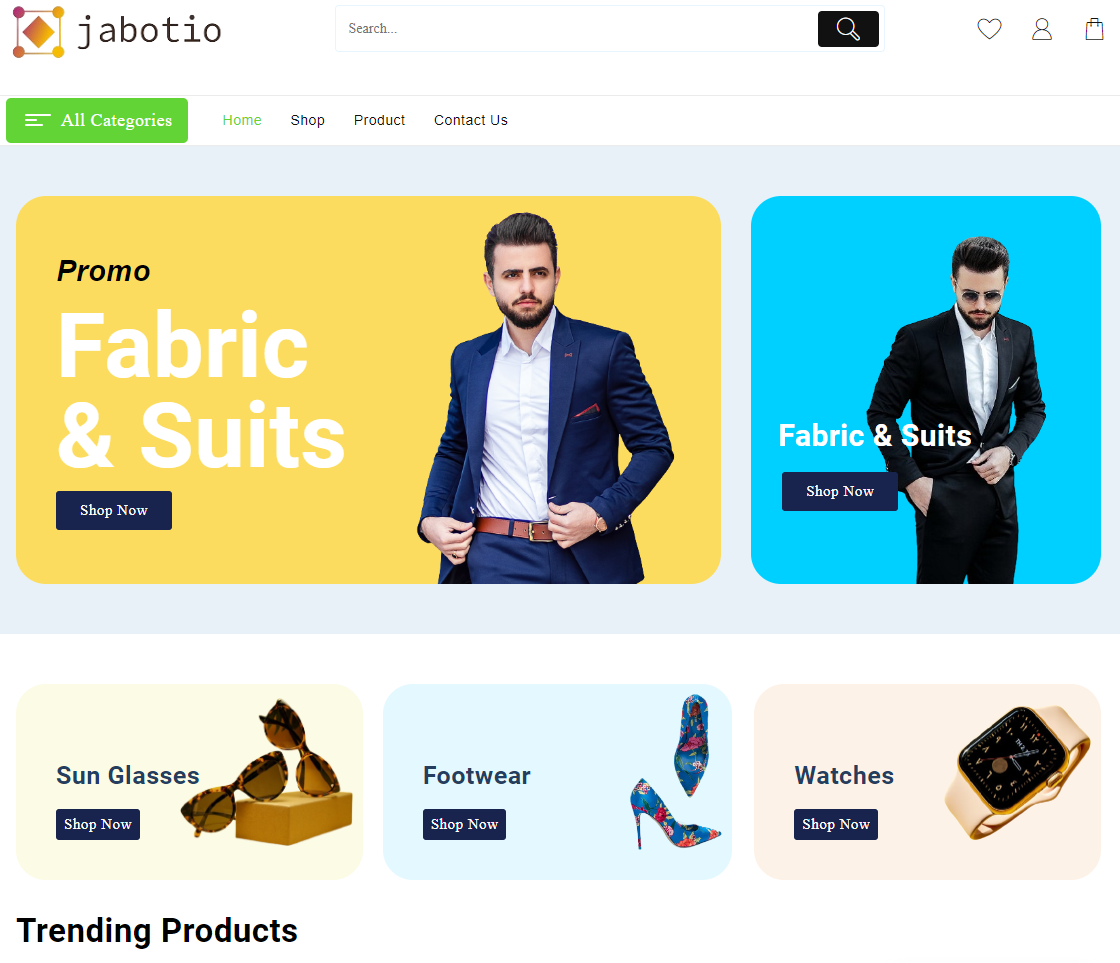 jabotio
Search...
All Categories
Home
Shop
Product
Contact Us
Promo
Fabric
& Suits
Shop Now
Fabric & Suits
Shop Now
Sun Glasses
Shop Now
Footwear
Shop Now
Watches
Shop Now
Trending Products